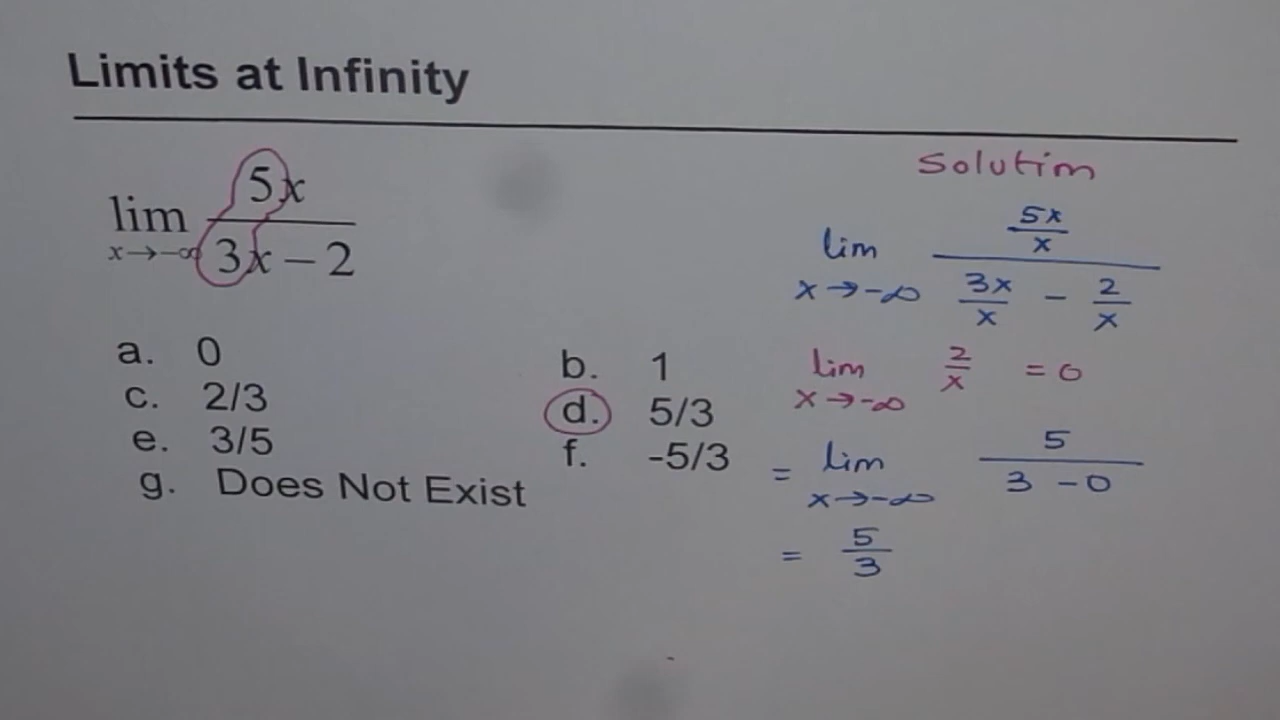 Limits at Infinity
lim x→-∞ 5x / (3x − 2)
a. 0
b. 1
c. 2/3
d. 5/3
e. 3/5
f. -5/3
g. Does Not Exist
Solutim
lim x→-∞ (5x/x) / (3x/x − 2/x)
lim x→-∞ 2/x = 0
= lim x→-∞ 5 / (3 − 0)
= 5/3